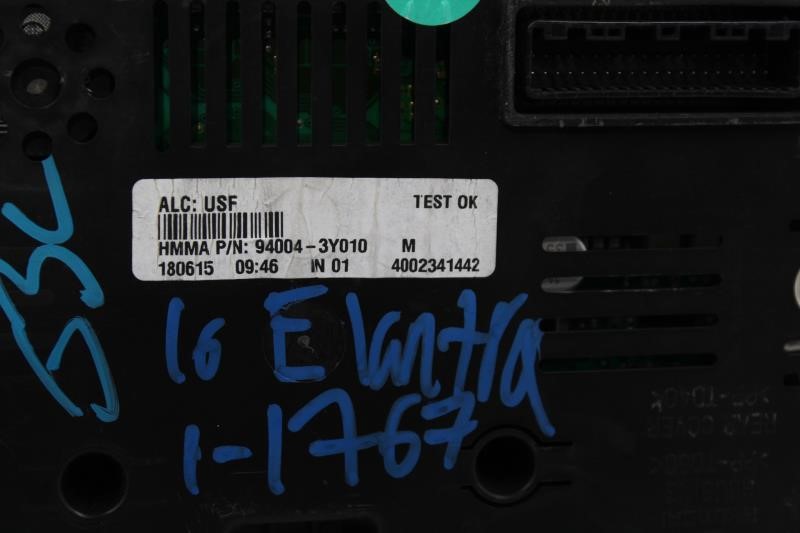 ALC: USF TEST OK
HMMA P/N: 94004-3Y010 M
180615 09:46 IN 01 4002341442
16 Elantra
1-1767